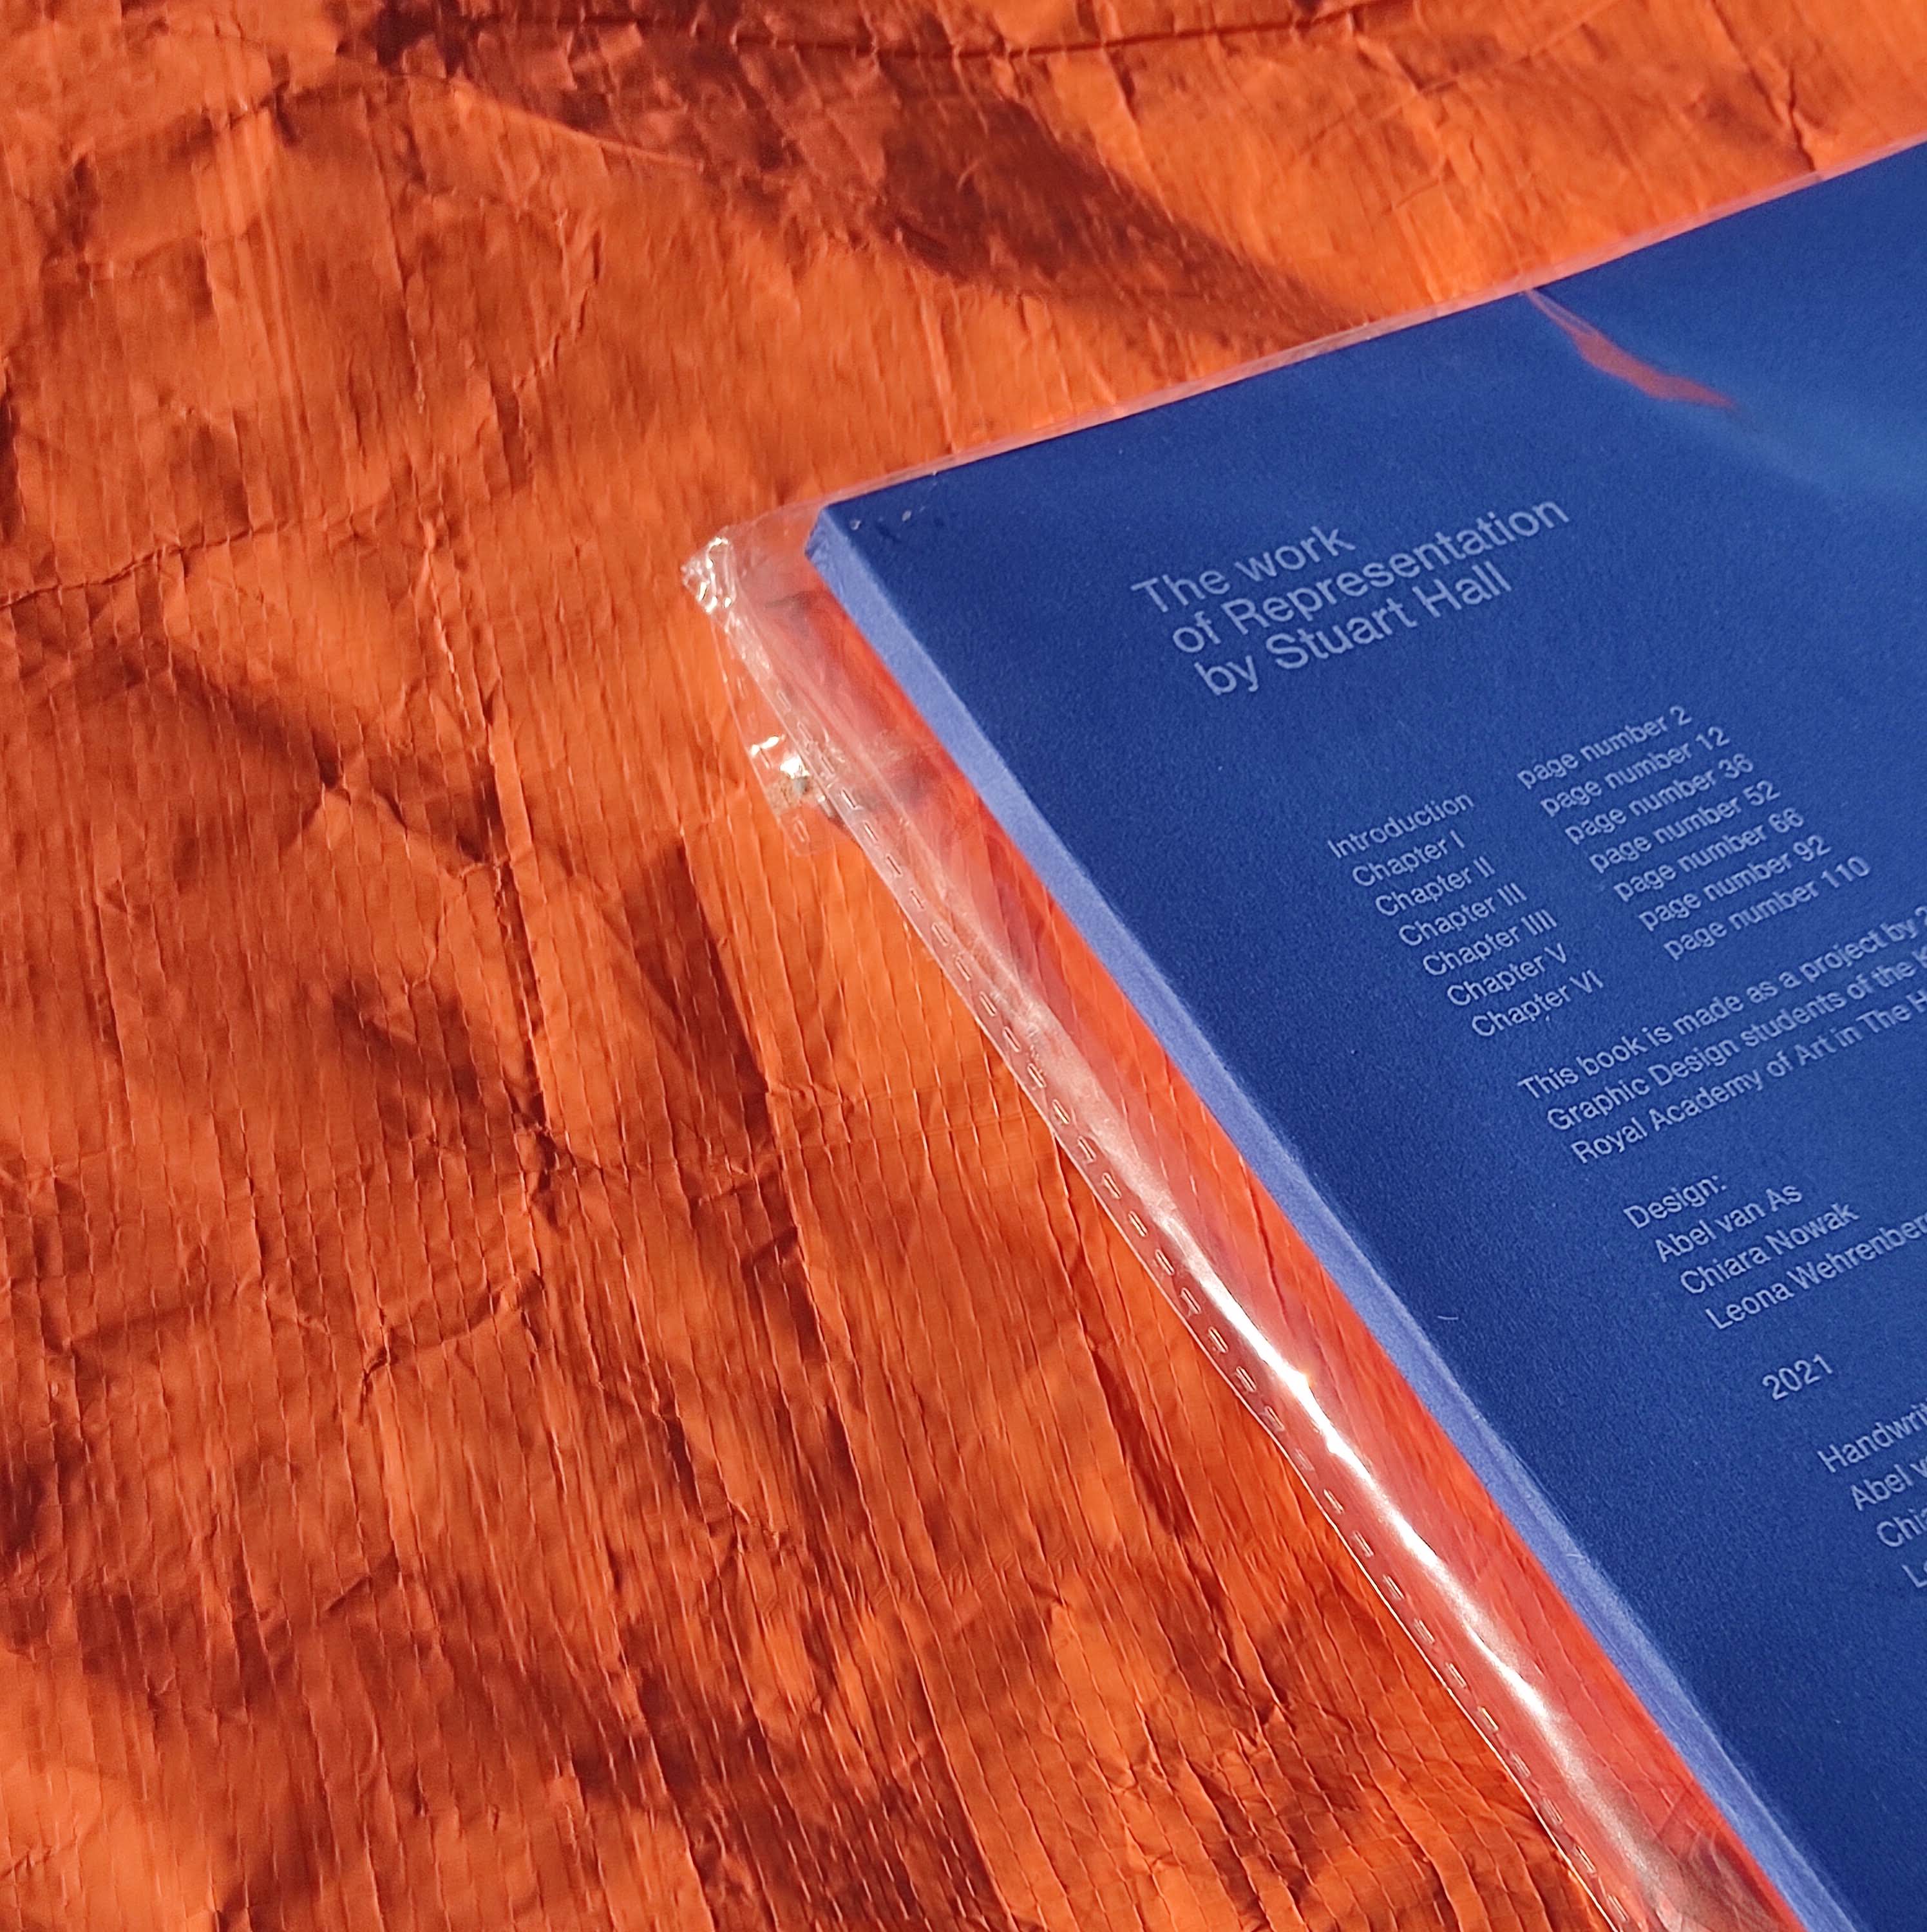 The work
of Representation
by Stuart Hall
Introduction page number 2
Chapter I page number 12
Chapter II page number 36
Chapter III page number 52
Chapter IIII page number 66
Chapter V page number 92
Chapter VI page number 110
This book is made as a project by
Graphic Design students of the
Royal Academy of Art in The
Design:
Abel van As
Chiara Nowak
Leona
2021
Abel